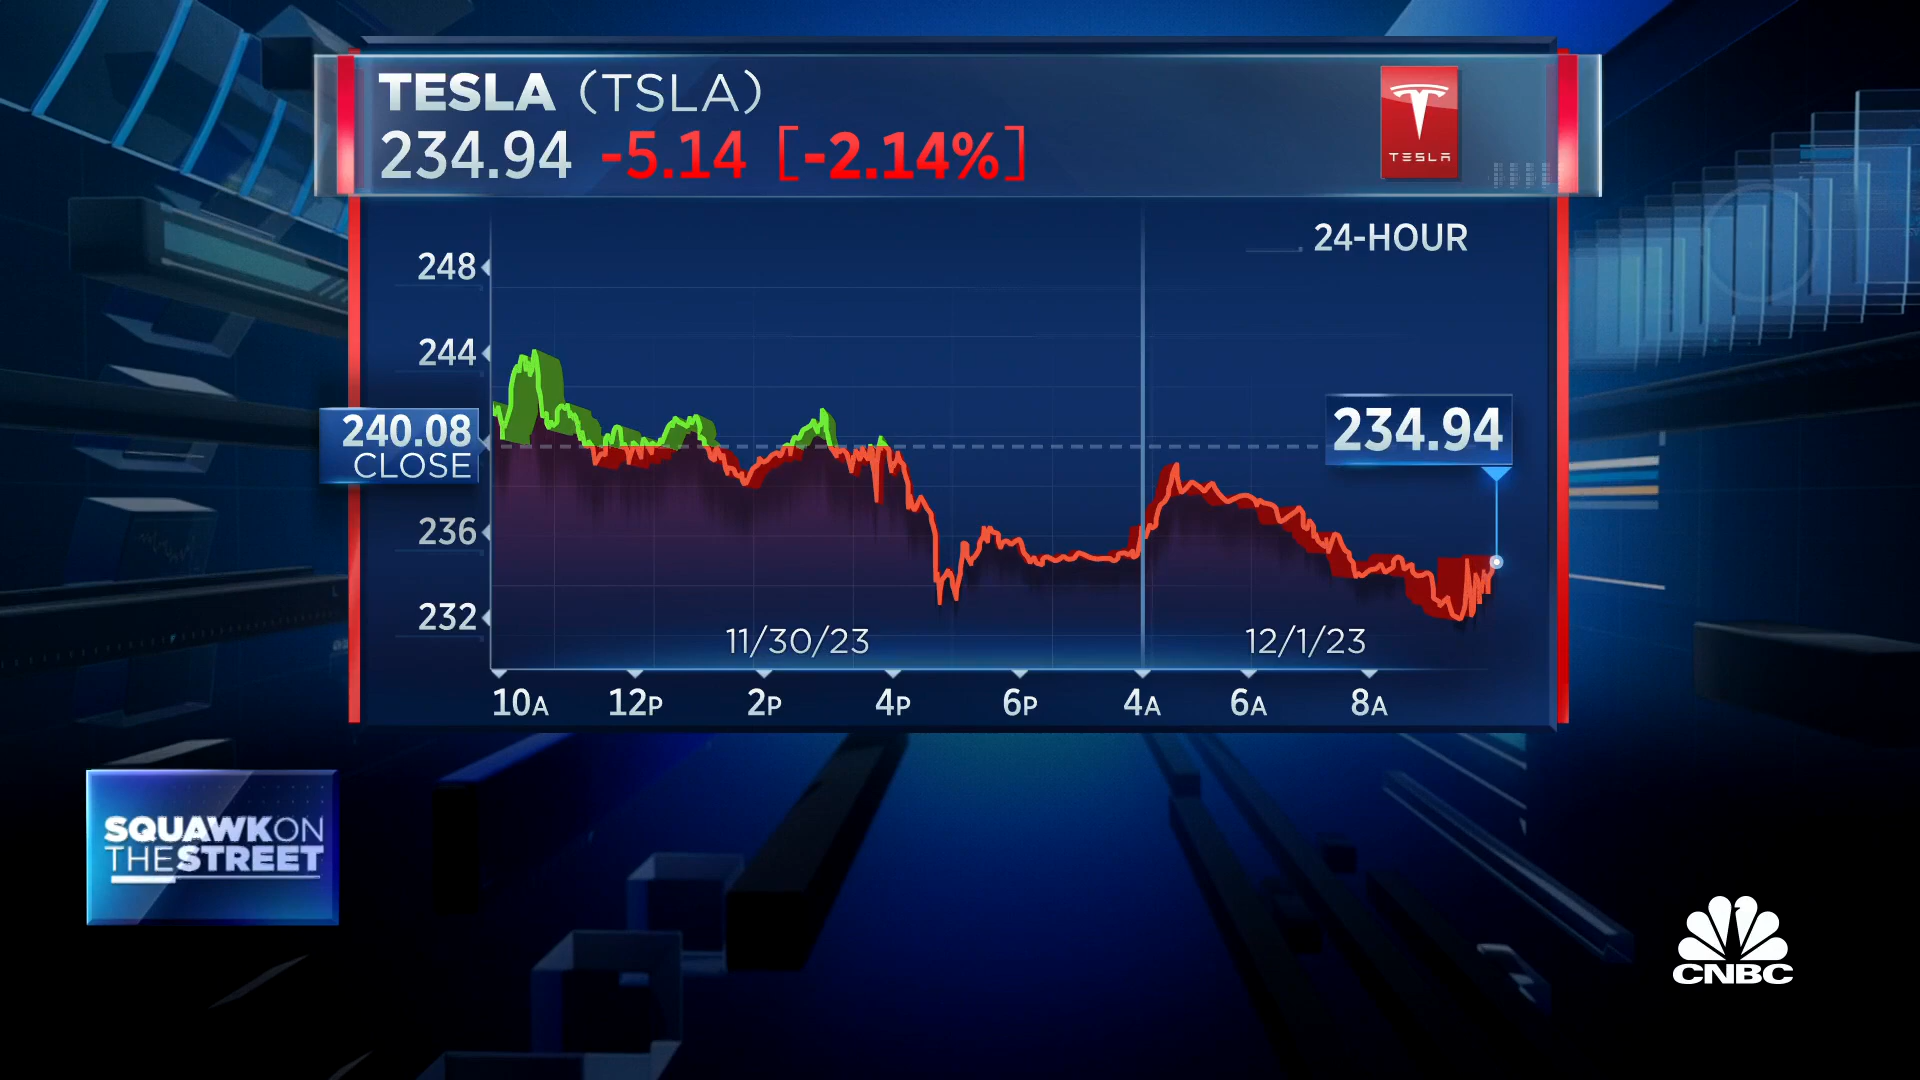 TESLA (TSLA)
234.94 -5.14 [-2.14%]
TESLA
24-HOUR
248
244
240.08
CLOSE
236
232
234.94
11/30/23
12/1/23
10A 12P 2P 4P 6P 4A 6A 8A
SQUAWK ON
THE STREET
CNBC